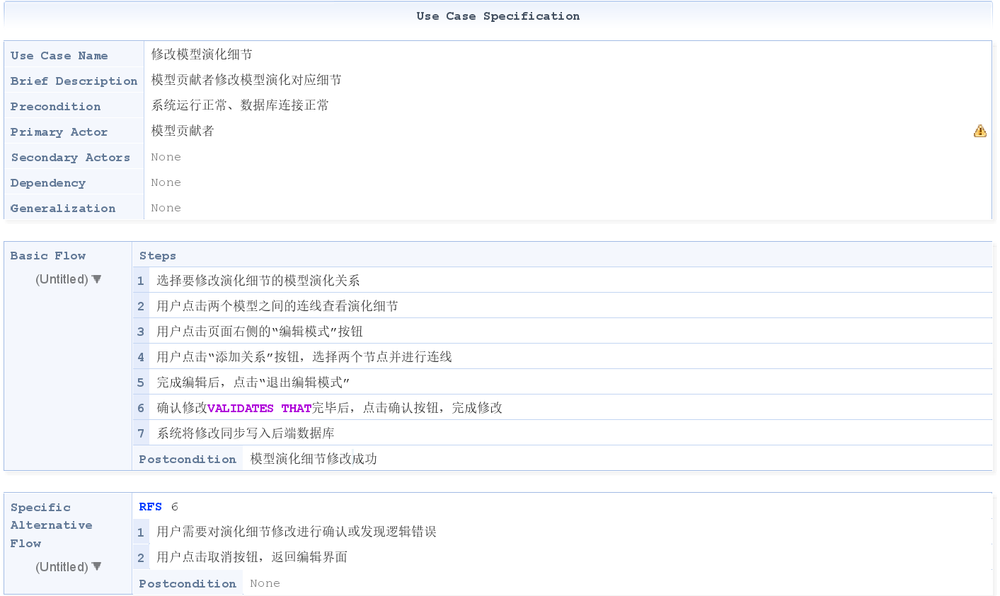 Use Case Specification
Use Case Name 修改模型演化细节
Brief Description 模型贡献者修改模型演化对应细节
Precondition 系统运行正常、数据库连接正常
Primary Actor 模型贡献者
Secondary Actors None
Dependency None
Generalization None
Basic Flow Steps
(Untitled) ▼
1 选择要修改演化细节的模型演化关系
2 用户点击两个模型之间的连线查看演化细节
3 用户点击页面右侧的“编辑模式”按钮
4 用户点击“添加关系”按钮，选择两个节点并进行连线
5 完成编辑后，点击“退出编辑模式”
6 确认修改VALIDATES THAT完毕后，点击确认按钮，完成修改
7 系统将修改同步写入后端数据库
Postcondition 模型演化细节修改成功
Specific
Alternative
Flow
(Untitled) ▼
RFS 6
1 用户需要对演化细节修改进行确认或发现逻辑错误
2 用户点击取消按钮，返回编辑界面
Postcondition None